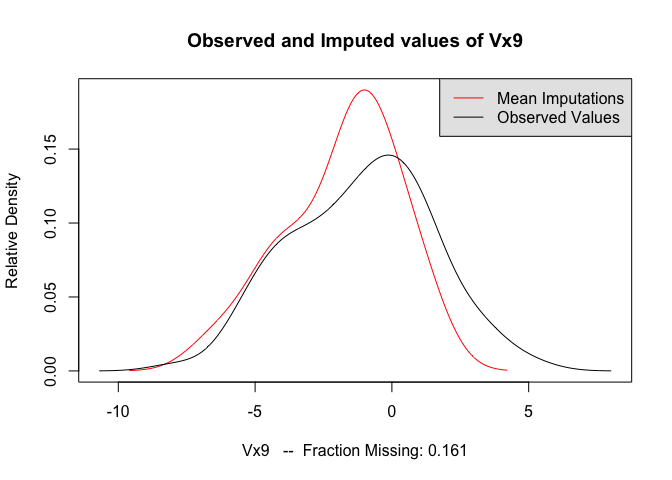 Observed and Imputed values of Vx9
Mean Imputations
Observed Values
Relative Density
0.15
0.10
0.05
0.00
-10
-5
0
5
Vx9   --  Fraction Missing: 0.161